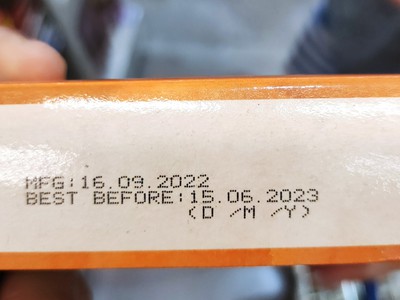 MFG:16.09.2022
BEST BEFORE:15.06.2023
(D /M /Y)